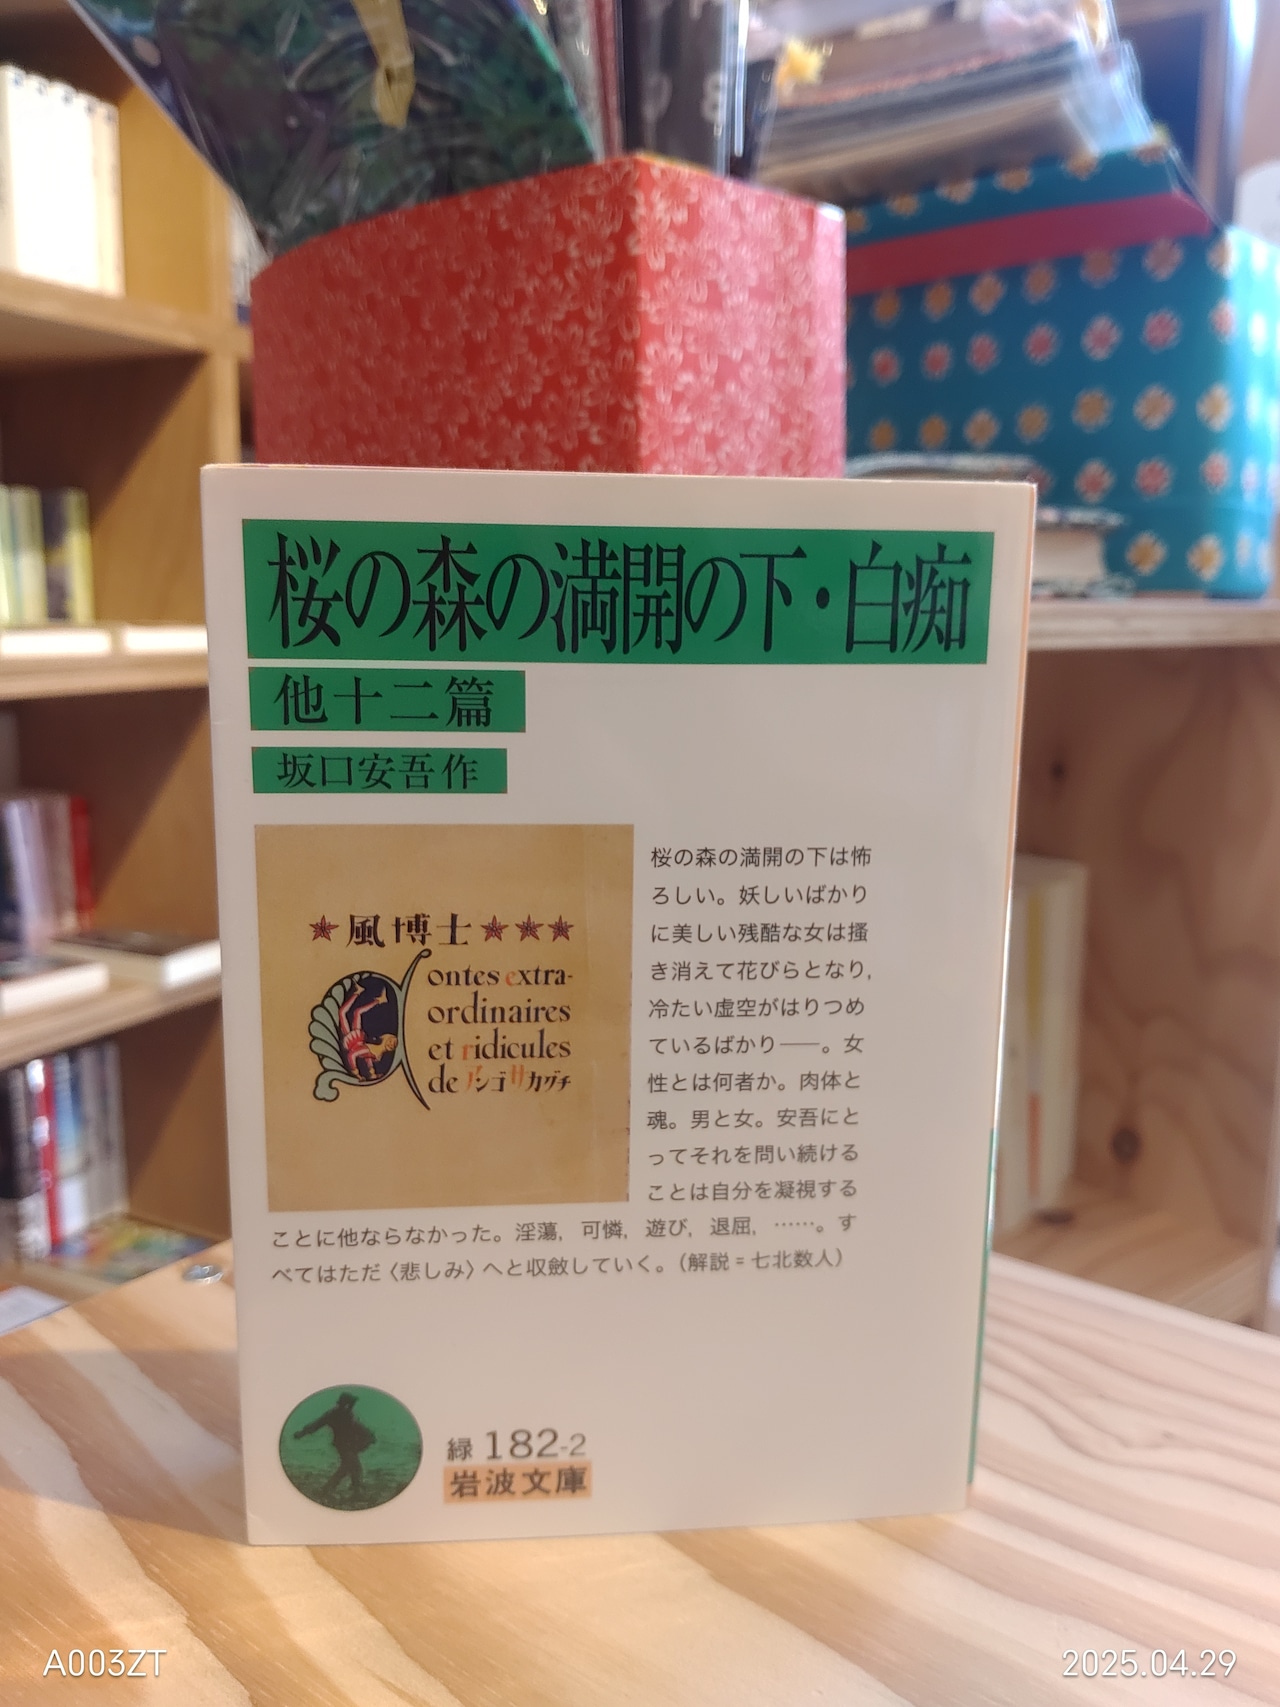 桜の森の満開の下・白痴
他十二篇
坂口安吾作
★風博士★★★
Contes extra-
ordinaires
et ridicules
de アンゴサカグチ
桜の森の満開の下は怖
ろしい。妖しいばかり
に美しい残酷な女は掻
き消えて花びらとなり,
冷たい虚空がはりつめ
ているばかり――。女
性とは何者か。肉体と
魂。男と女。安吾にと
ってそれを問い続ける
ことは自分を凝視する
ことに他ならなかった。淫蕩, 可憐, 遊び, 退屈, ……。す
べてはただ〈悲しみ〉へと収斂していく。（解説＝七北数人）
緑 182-2
岩波文庫
A003ZT
2025.04.29